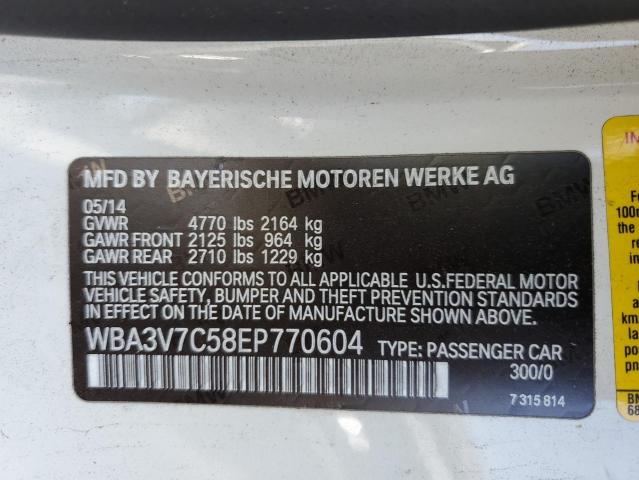 MFD BY BAYERISCHE MOTOREN WERKE AG
05/14
GVWR 4770 lbs 2164 kg
GAWR FRONT 2125 lbs 964 kg
GAWR REAR 2710 lbs 1229 kg
THIS VEHICLE CONFORMS TO ALL APPLICABLE U.S.FEDERAL MOTOR
VEHICLE SAFETY, BUMPER AND THEFT PREVENTION STANDARDS
IN EFFECT ON THE DATE OF MANUFACTURE SHOWN ABOVE.
WBA3V7C58EP770604 TYPE: PASSENGER CAR
300/0
7 315 814
100
the
km